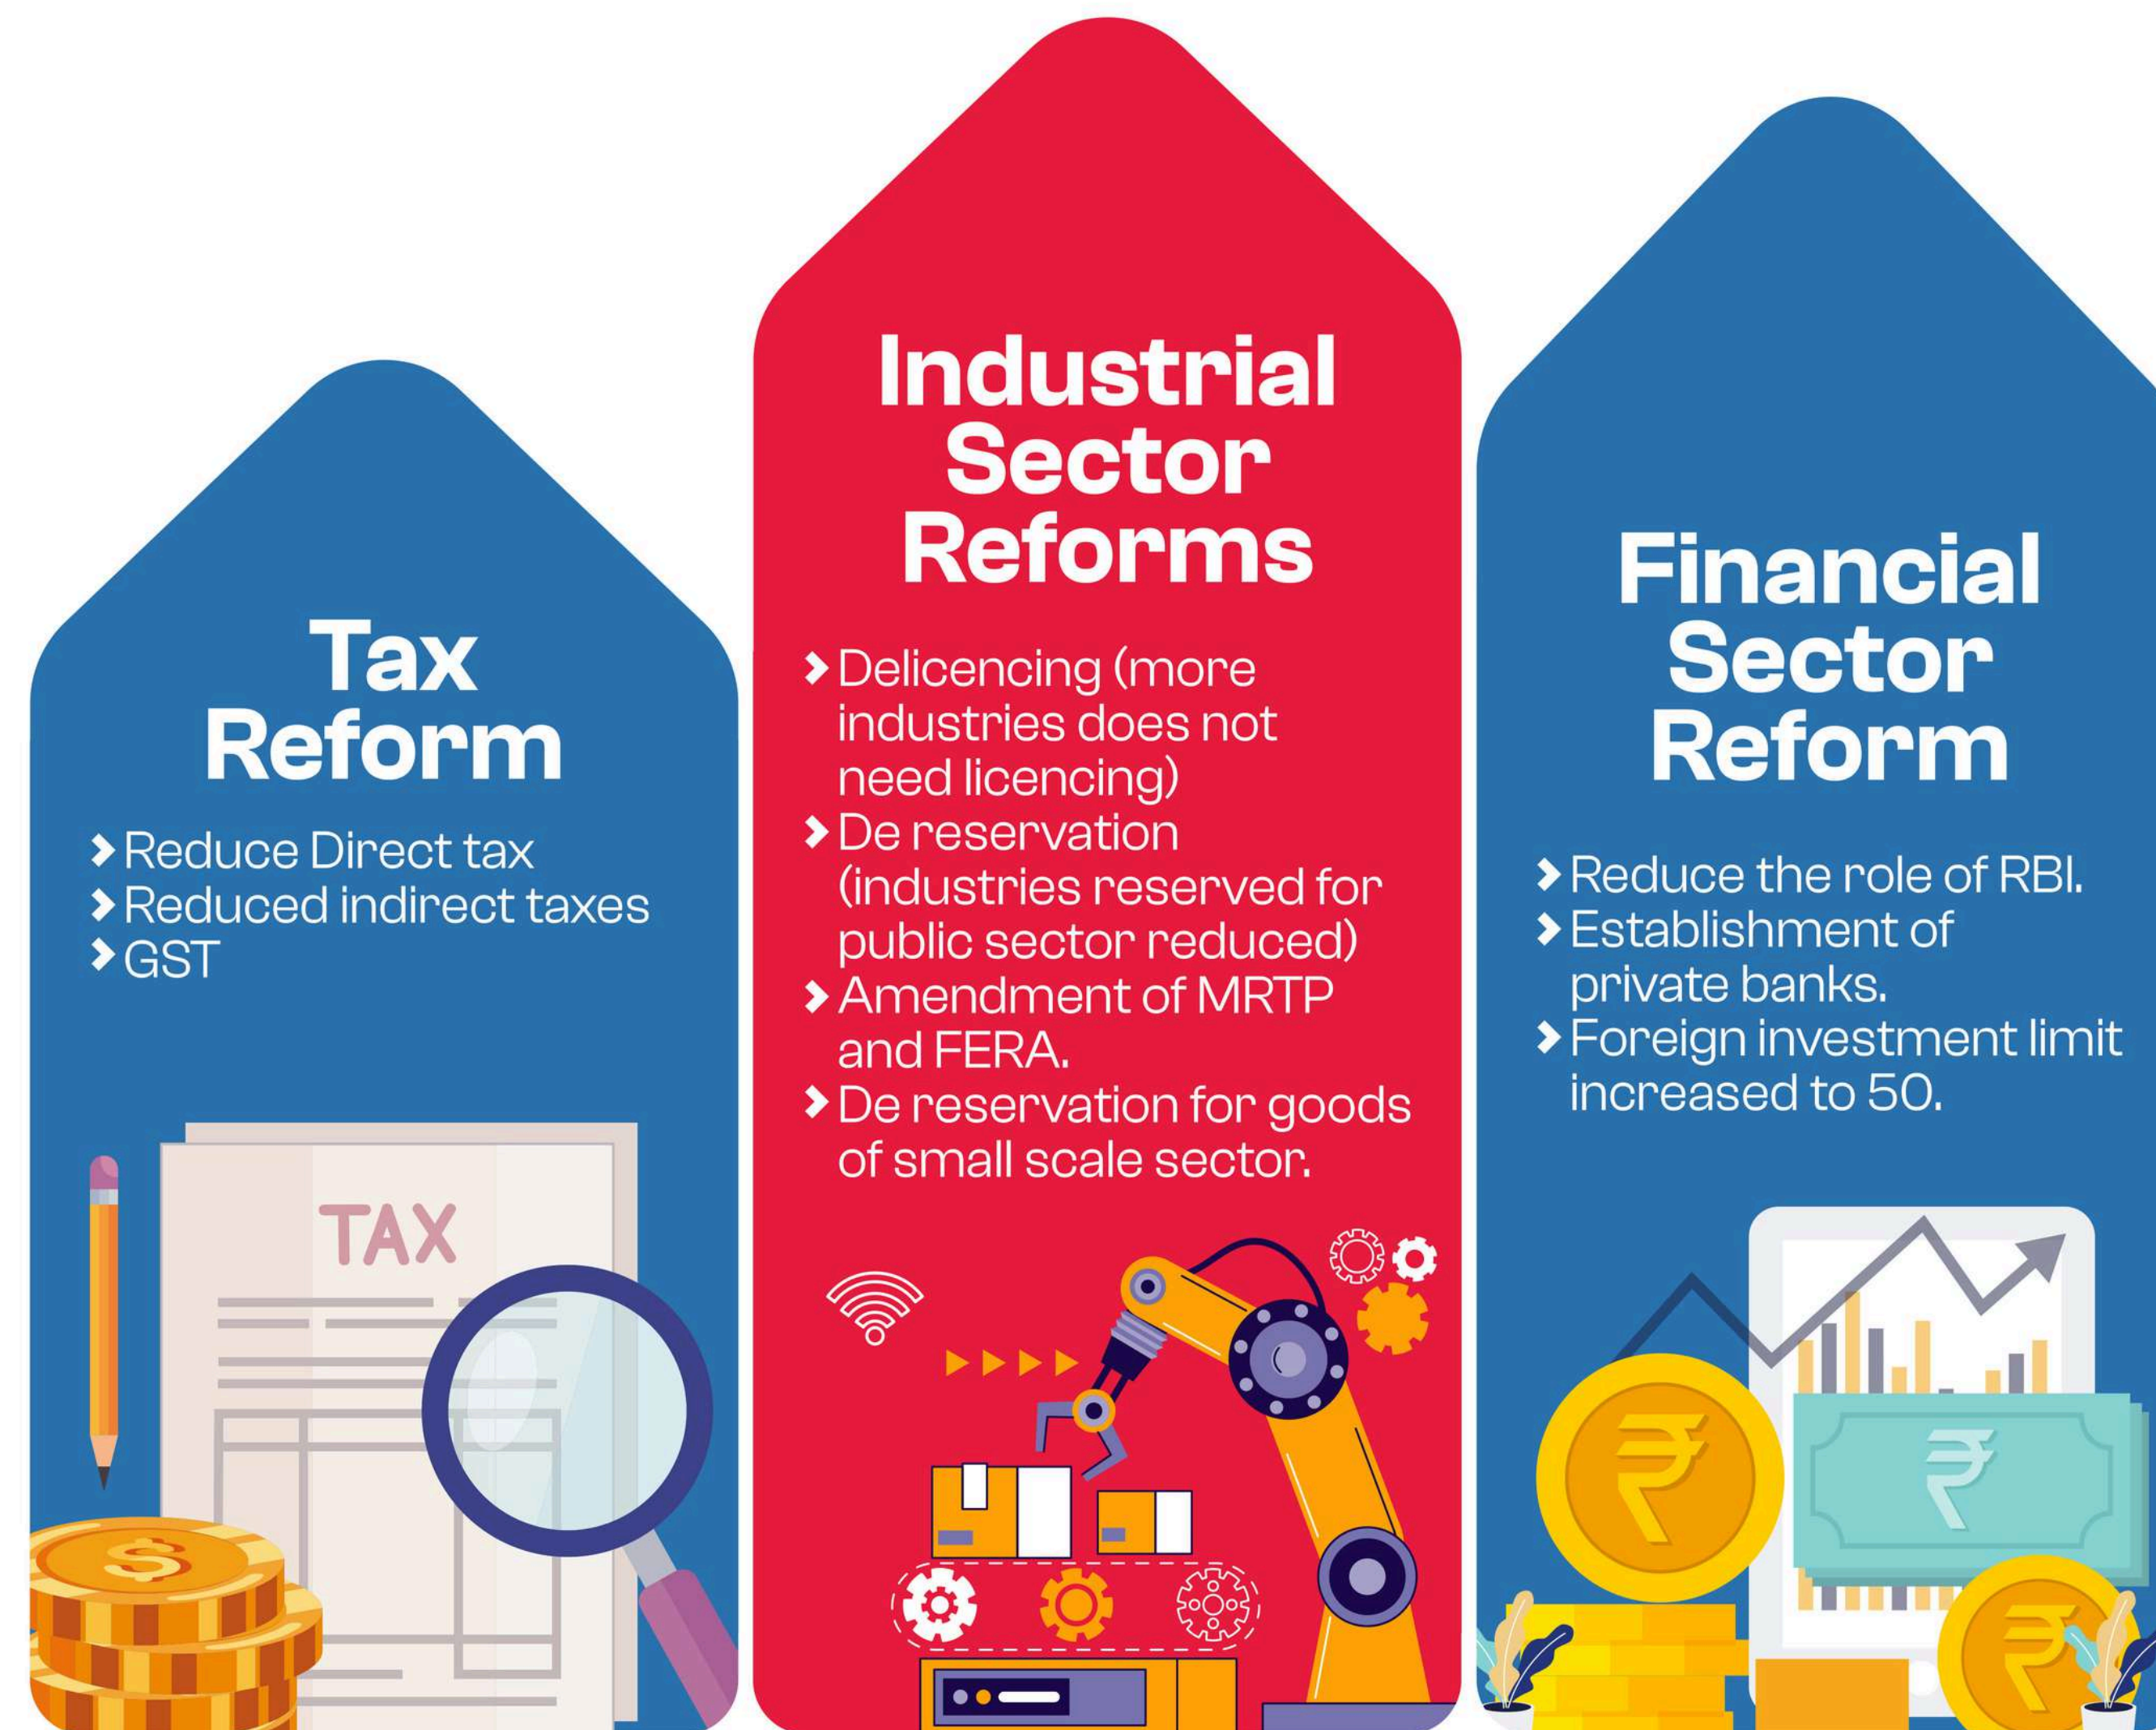 Tax
Reform
Reduce Direct tax
Reduced indirect taxes
GST
TAX
Industrial
Sector
Reforms
Delicencing (more
industries does not
need licencing)
De reservation
(industries reserved for
public sector reduced)
Amendment of MRTP
and FERA.
De reservation for goods
of small scale sector.
Financial
Sector
Reform
Reduce the role of RBI.
Establishment of
private banks.
Foreign investment limit
increased to 50.